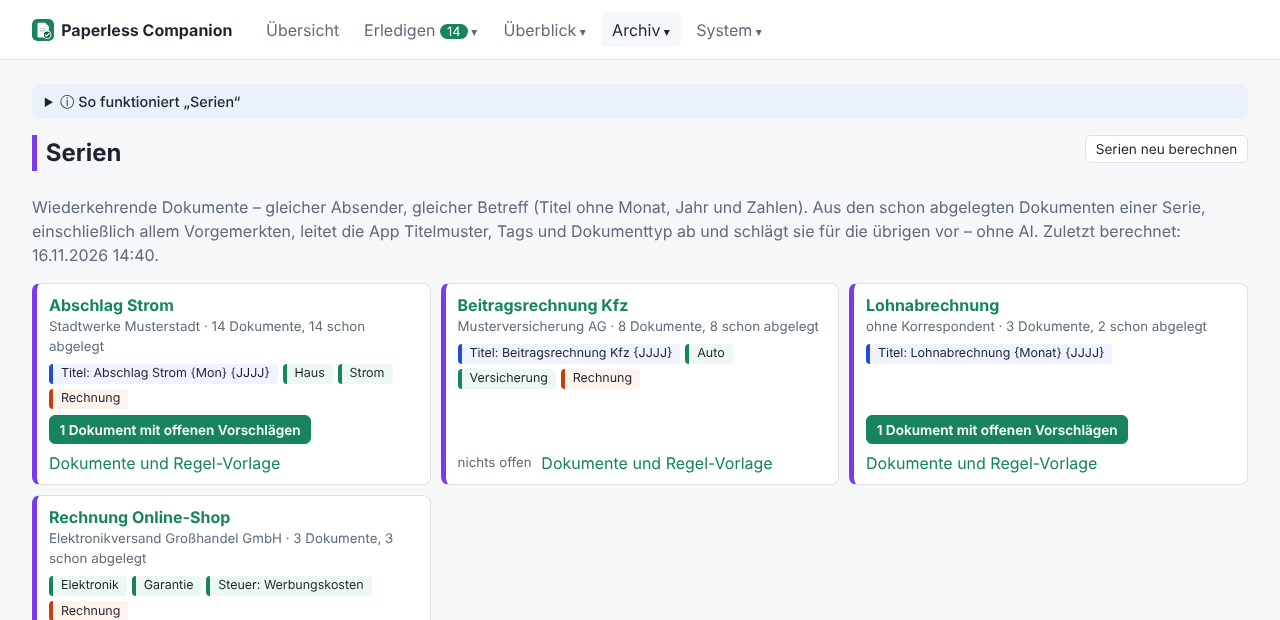 Paperless Companion
Übersicht
Erledigen 14 ▾
Überblick ▾
Archiv ▾
System ▾
▶ ⓘ So funktioniert „Serien“
Serien
Serien neu berechnen
Wiederkehrende Dokumente – gleicher Absender, gleicher Betreff (Titel ohne Monat, Jahr und Zahlen). Aus den schon abgelegten Dokumenten einer Serie,
einschließlich allem Vorgemerkten, leitet die App Titelmuster, Tags und Dokumenttyp ab und schlägt sie für die übrigen vor – ohne AI. Zuletzt berechnet:
16.11.2026 14:40.
Abschlag Strom
Stadtwerke Musterstadt · 14 Dokumente, 14 schon
abgelegt
Titel: Abschlag Strom {Mon} {JJJJ}
Haus
Strom
Rechnung
1 Dokument mit offenen Vorschlägen
Dokumente und Regel-Vorlage
Beitragsrechnung Kfz
Musterversicherung AG · 8 Dokumente, 8 schon abgelegt
Titel: Beitragsrechnung Kfz {JJJJ}
Auto
Versicherung
Rechnung
nichts offen
Dokumente und Regel-Vorlage
Lohnabrechnung
ohne Korrespondent · 3 Dokumente, 2 schon abgelegt
Titel: Lohnabrechnung {Monat} {JJJJ}
1 Dokument mit offenen Vorschlägen
Dokumente und Regel-Vorlage
Rechnung Online-Shop
Elektronikversand Großhandel GmbH · 3 Dokumente, 3
schon abgelegt
Elektronik
Garantie
Steuer: Werbungskosten
Rechnung